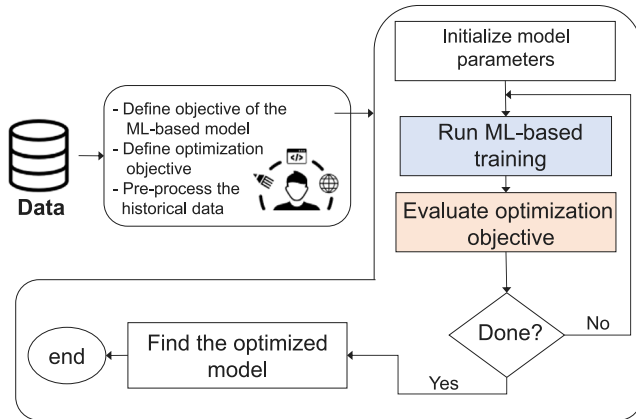 Initialize model
parameters
- Define objective of the
ML-based model
- Define optimization
objective
- Pre-process the
historical data
</>
Data
Run ML-based
training
Evaluate optimization
objective
Done?
No
Yes
Find the optimized
model
end